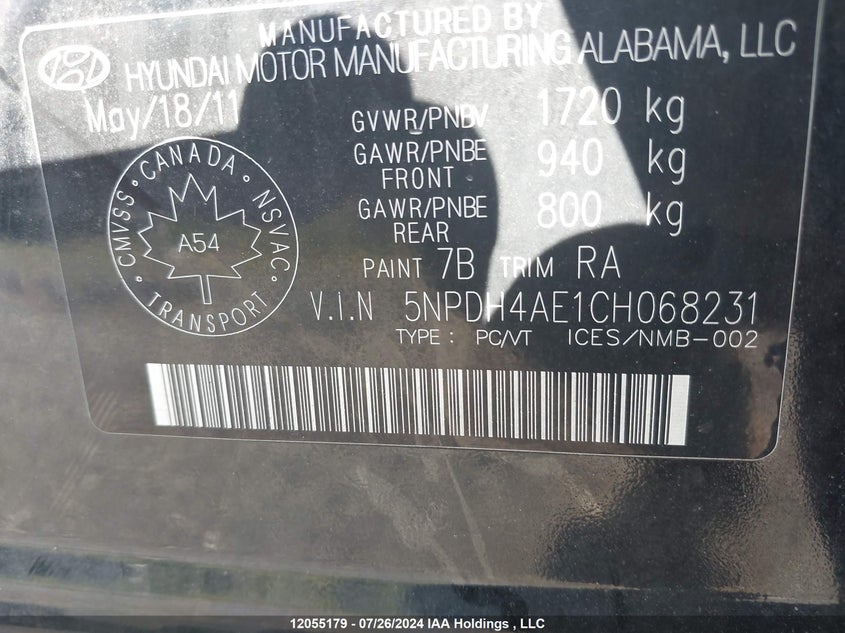 MANUFACTURED BY
HYUNDAI MOTOR MANUFACTURING ALABAMA, LLC
May/18/11
GVWR/PNBV 1720 kg
GAWR/PNBE FRONT 940 kg
GAWR/PNBE REAR 800 kg
CANADA
CMVSS · NSVAC
A54
TRANSPORT
PAINT 7B TRIM RA
V.I.N 5NPDH4AE1CH068231
TYPE: PC/VT ICES/NMB-002
12055179 - 07/26/2024 IAA Holdings , LLC